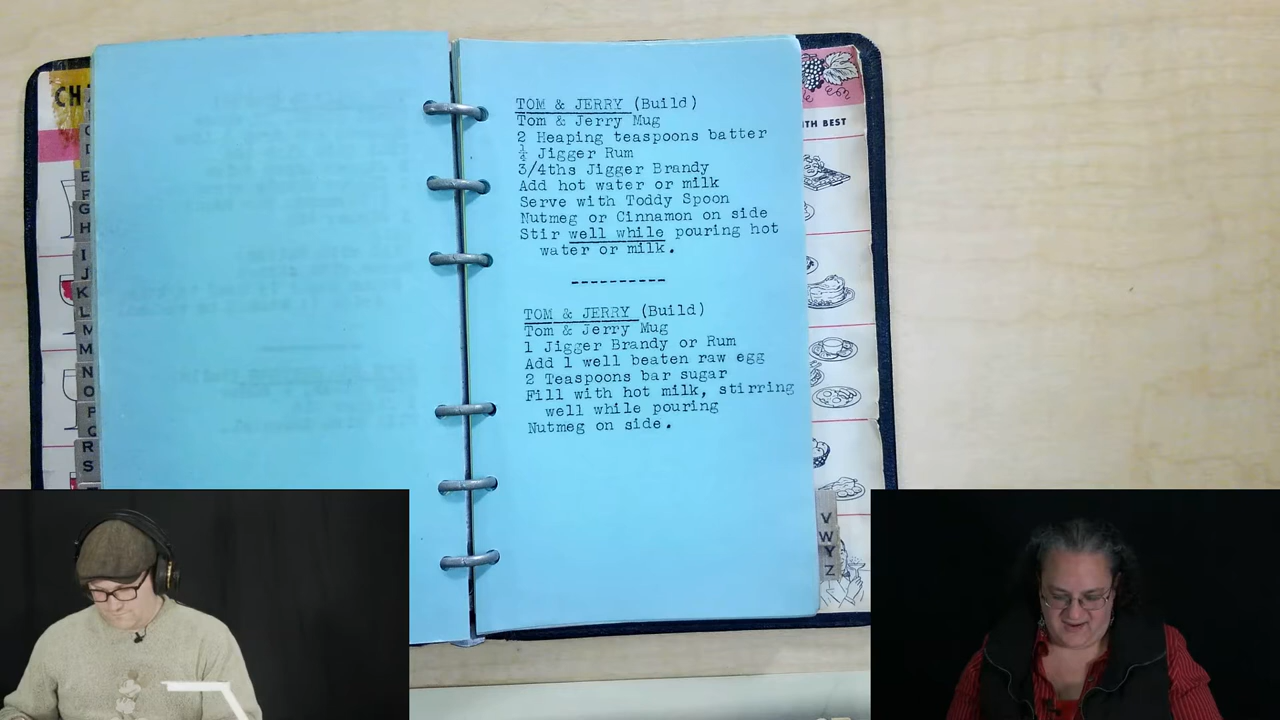 CH
C
D
E
F
G
H
I
J
K
L
M
M
N
O
P
Q
R
S
TOM & JERRY (Build)
Tom & Jerry Mug
2 Heaping teaspoons batter
¼ Jigger Rum
3/4ths Jigger Brandy
Add hot water or milk
Serve with Toddy Spoon
Nutmeg or Cinnamon on side
Stir well while pouring hot
water or milk.
----------
TOM & JERRY (Build)
Tom & Jerry Mug
1 Jigger Brandy or Rum
Add 1 well beaten raw egg
2 Teaspoons bar sugar
Fill with hot milk, stirring
well while pouring
Nutmeg on side.
ITH BEST
V
W
Y
Z